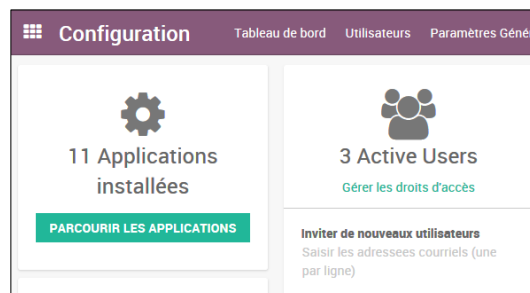 Configuration Tableau de bord Utilisateurs Paramètres Génér
11 Applications
installées
PARCOURIR LES APPLICATIONS
3 Active Users
Gérer les droits d'accès
Inviter de nouveaux utilisateurs
Saisir les adressees courriels (une
par ligne)